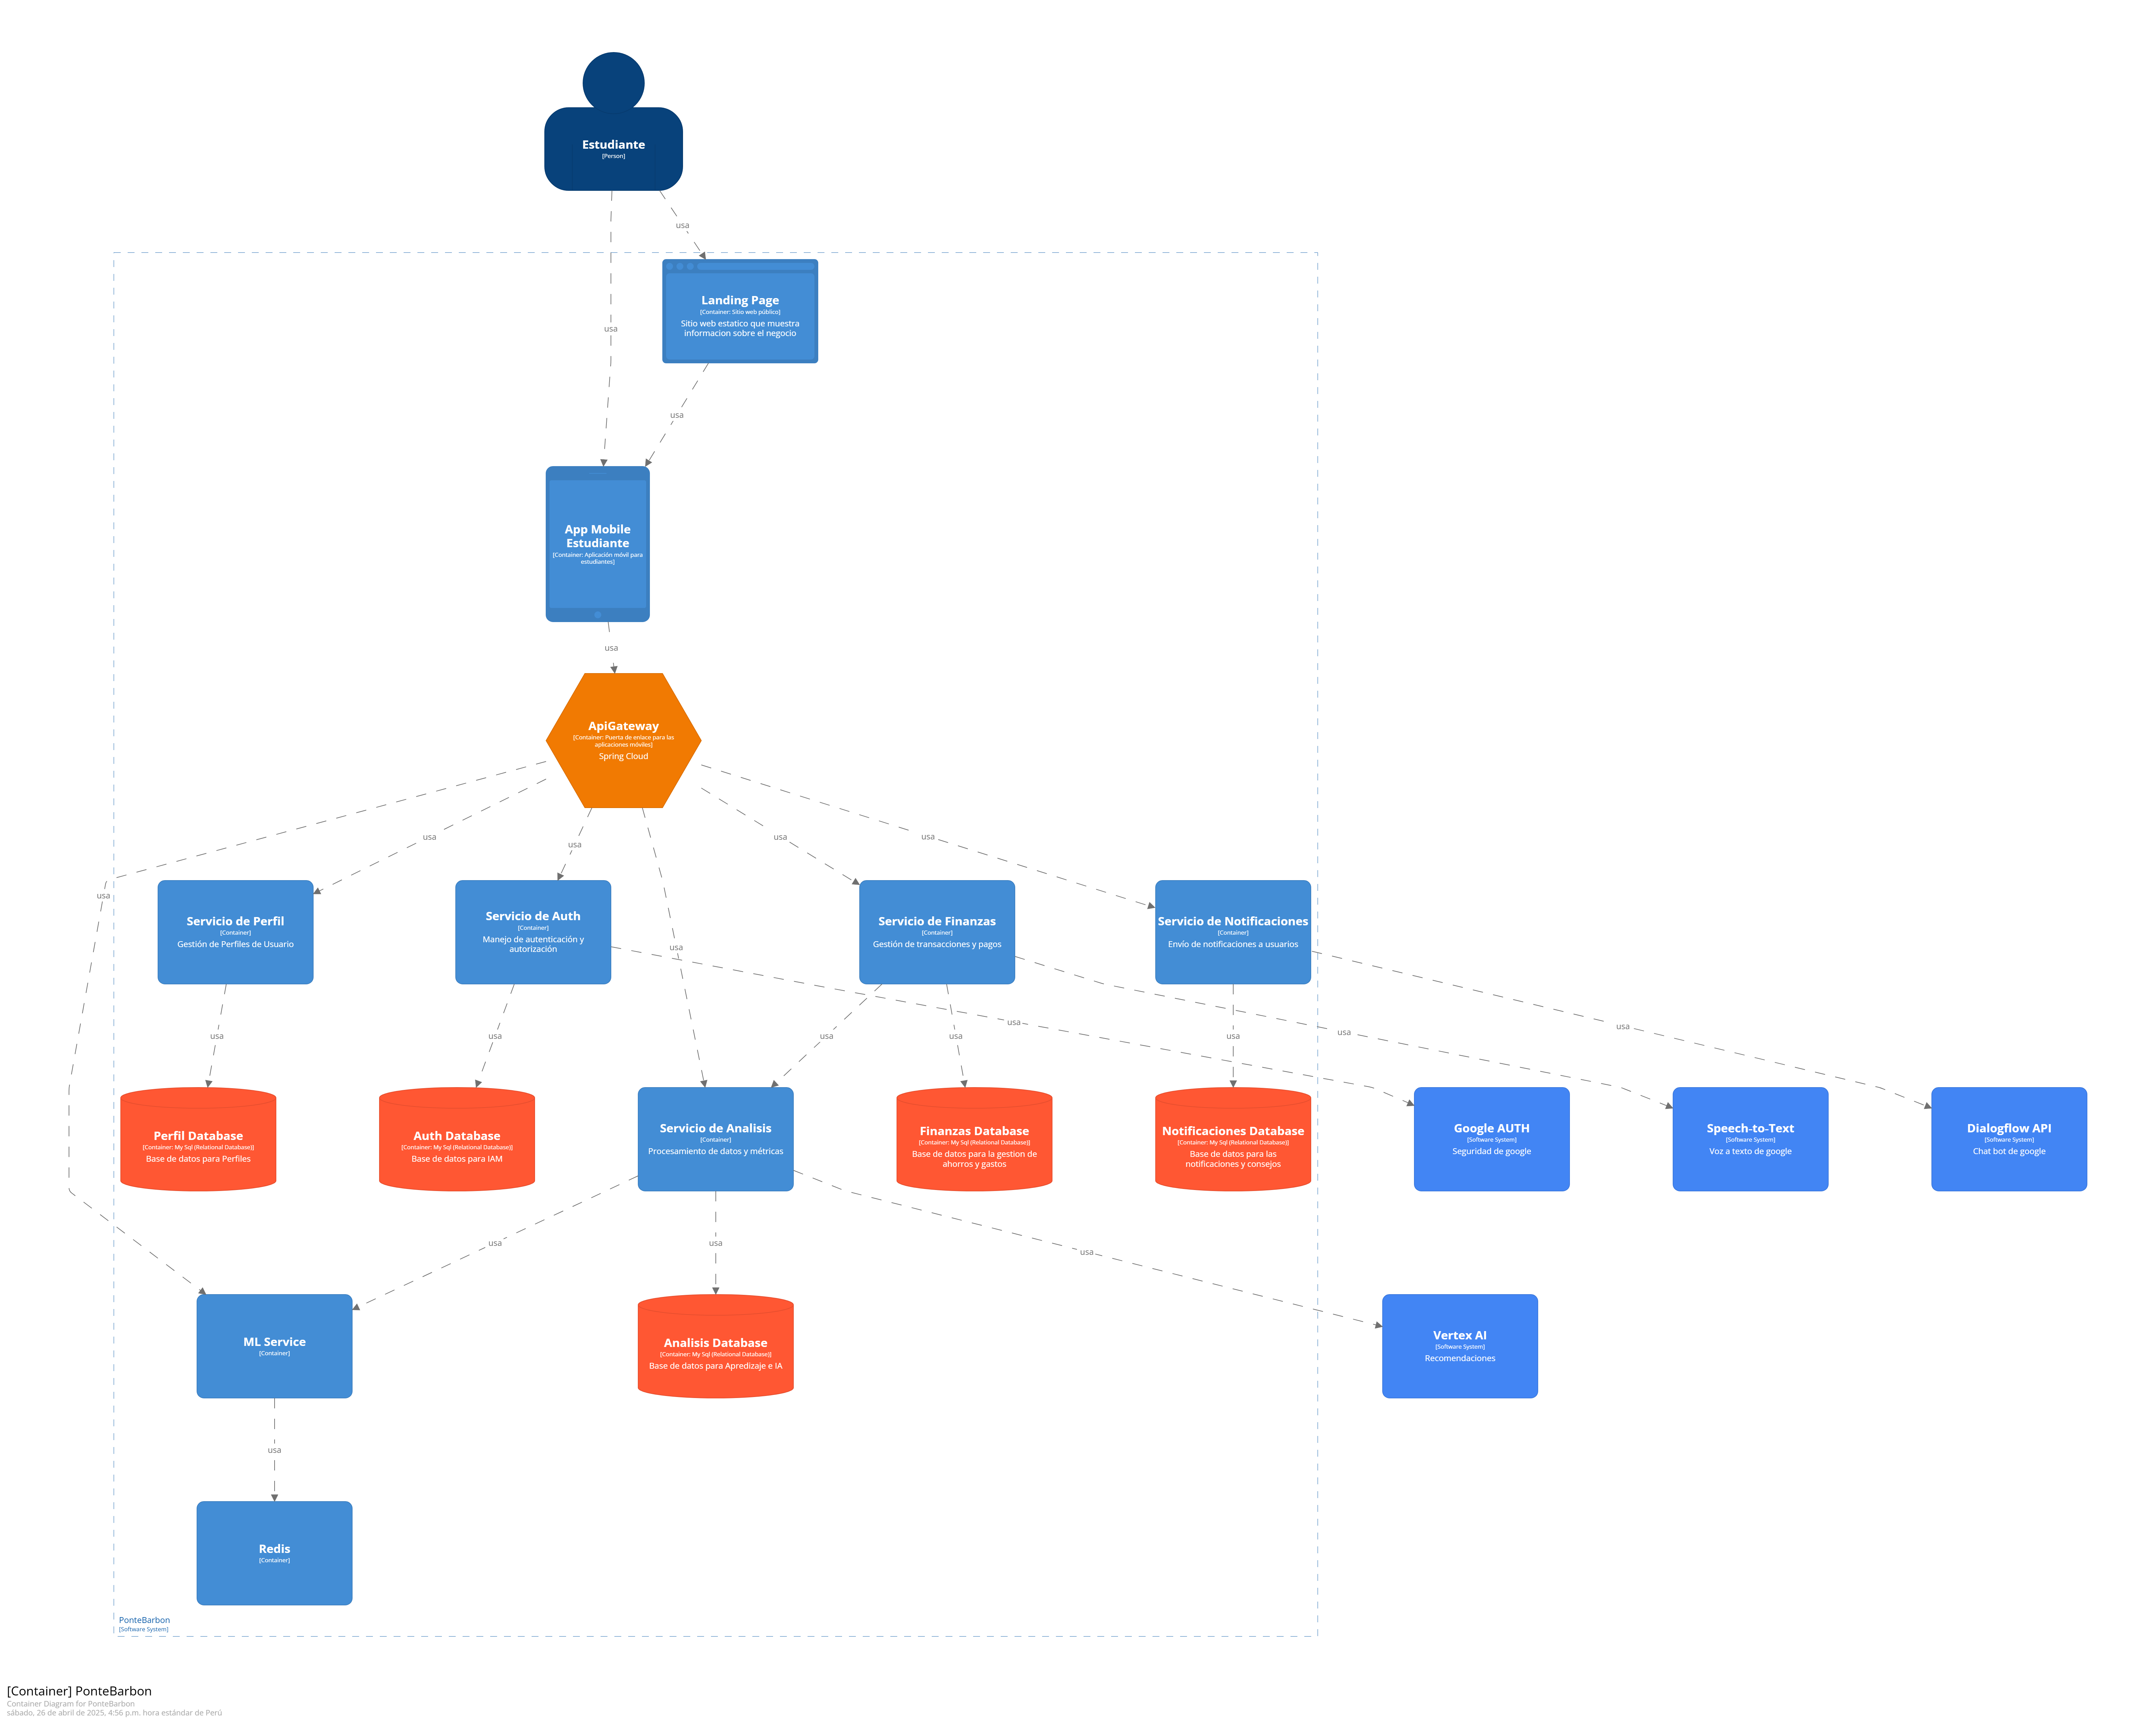 Estudiante
[Person]
usa
usa
Landing Page
[Container: Sitio web público]
Sitio web estatico que muestra
informacion sobre el negocio
usa
App Mobile
Estudiante
[Container: Aplicación móvil para
estudiantes]
usa
ApiGateway
[Container: Puerta de enlace para las
aplicaciones móviles]
Spring Cloud
usa
usa
usa
usa
usa
usa
Servicio de Perfil
[Container]
Gestión de Perfiles de Usuario
Servicio de Auth
[Container]
Manejo de autenticación y
autorización
Servicio de Finanzas
[Container]
Gestión de transacciones y pagos
Servicio de Notificaciones
[Container]
Envío de notificaciones a usuarios
usa
usa
usa
usa
usa
usa
usa
usa
Perfil Database
[Container: My Sql (Relational Database)]
Base de datos para Perfiles
Auth Database
[Container: My Sql (Relational Database)]
Base de datos para IAM
Servicio de Analisis
[Container]
Procesamiento de datos y métricas
Finanzas Database
[Container: My Sql (Relational Database)]
Base de datos para la gestion de
ahorros y gastos
Notificaciones Database
[Container: My Sql (Relational Database)]
Base de datos para las
notificaciones y consejos
Google AUTH
[Software System]
Seguridad de google
Speech-to-Text
[Software System]
Voz a texto de google
Dialogflow API
[Software System]
Chat bot de google
usa
usa
usa
ML Service
[Container]
Analisis Database
[Container: My Sql (Relational Database)]
Base de datos para Apredizaje e IA
Vertex AI
[Software System]
Recomendaciones
usa
Redis
[Container]
PonteBarbon
[Software System]
[Container] PonteBarbon
Container Diagram for PonteBarbon
sábado, 26 de abril de 2025, 4:56 p.m. hora estándar de Perú